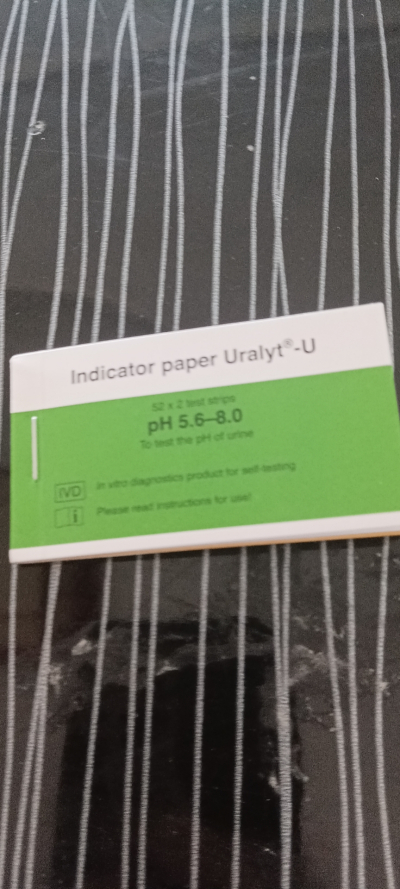 Indicator paper Uralyt®-U
52 x 2 test strips
pH 5.6–8.0
To test the pH of urine
IVD In vitro diagnostics product for self-testing
i Please read instructions for use!